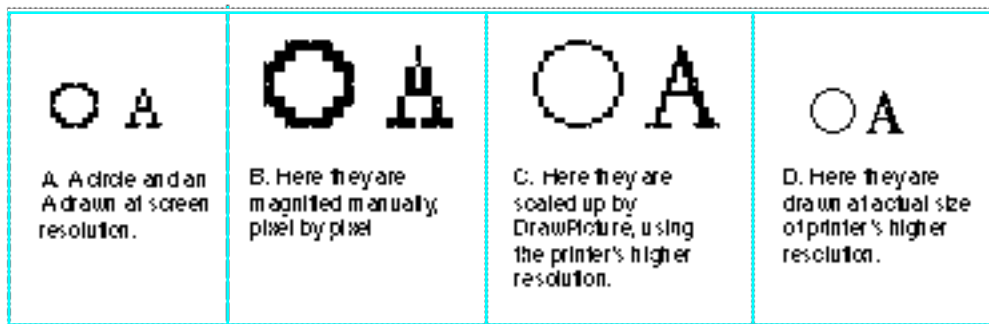 A
A
A
A
A. A circle and an
A drawn at screen
resolution.
B. Here they are
magnified manually,
pixel by pixel
C. Here they are
scaled up by
DrawPicture, using
the printer's higher
resolution.
D. Here they are
drawn at actual size
of printer's higher
resolution.